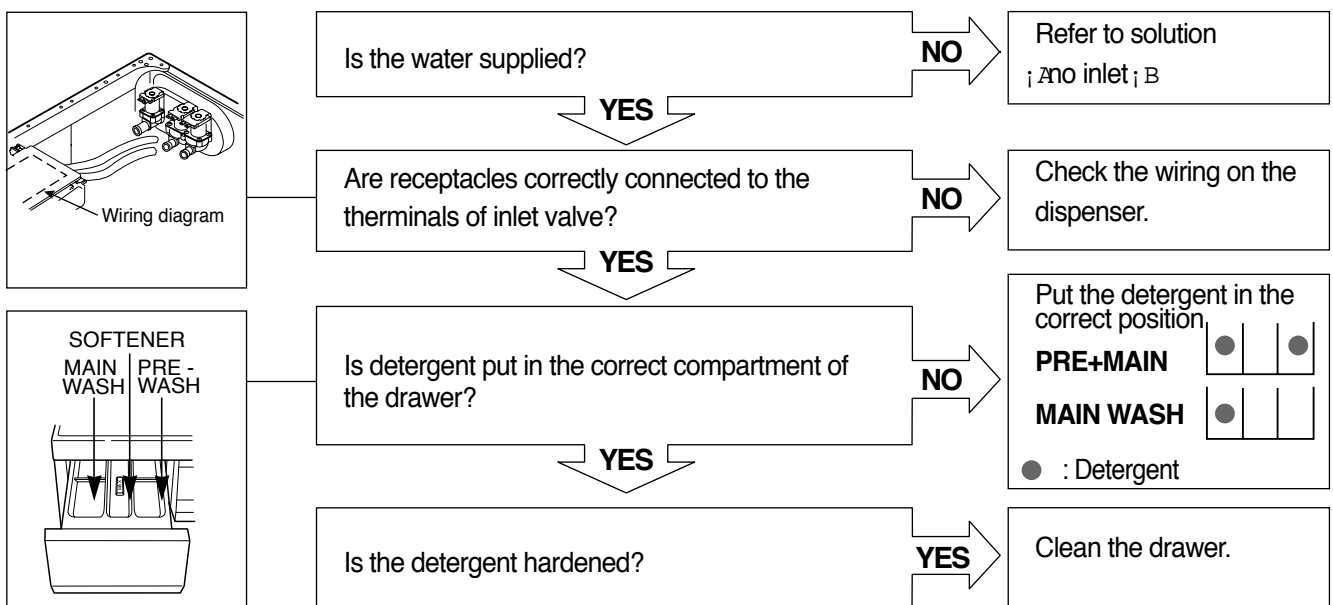 Is the water supplied?
NO
Refer to solution
¡Ano inlet¡B
YES
Wiring diagram
Are receptacles correctly connected to the
therminals of inlet valve?
NO
Check the wiring on the
dispenser.
YES
SOFTENER
MAIN WASH
PRE - WASH
Is detergent put in the correct compartment of
the drawer?
NO
Put the detergent in the
correct position
PRE+MAIN
MAIN WASH
: Detergent
YES
Is the detergent hardened?
YES
Clean the drawer.